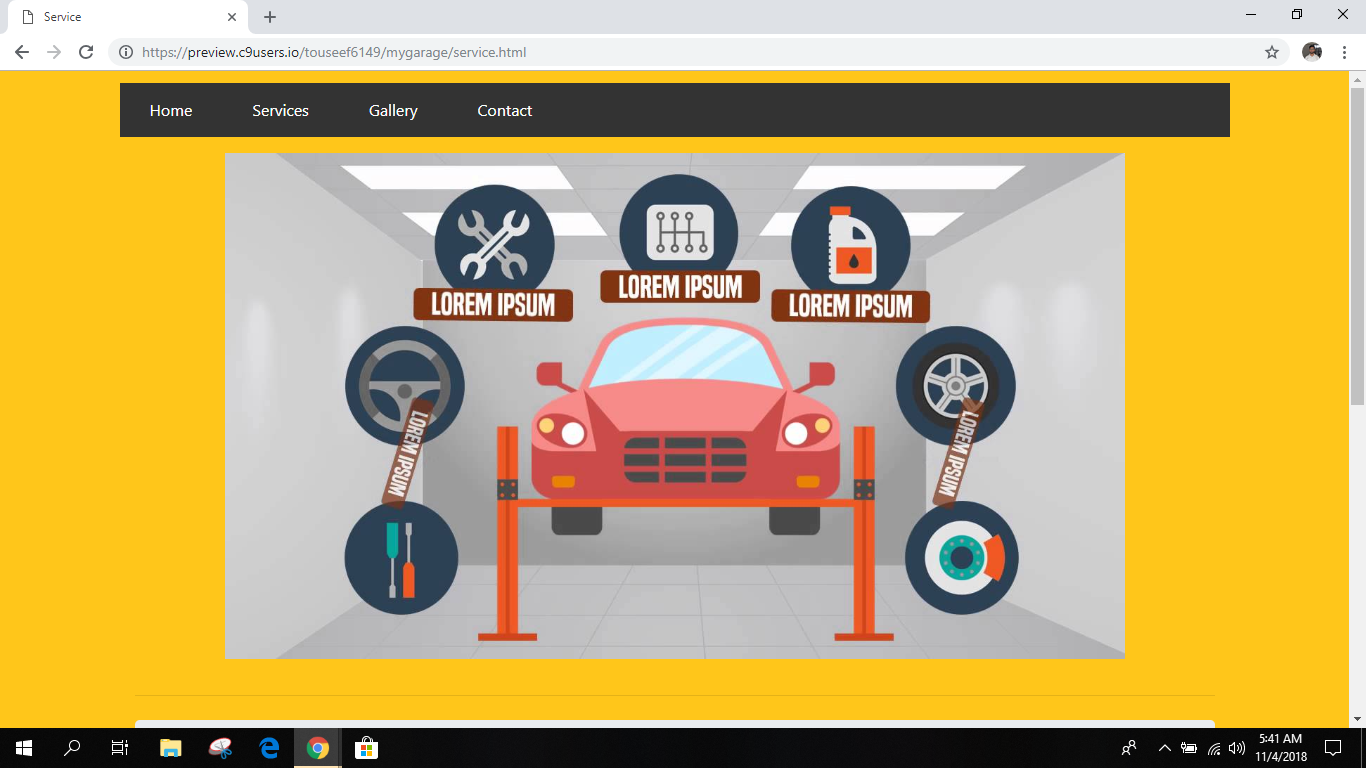 Service
https://preview.c9users.io/touseef6149/mygarage/service.html
Home Services Gallery Contact
LOREM IPSUM
LOREM IPSUM
LOREM IPSUM
LOREM IPSUM
LOREM IPSUM
5:41 AM
11/4/2018